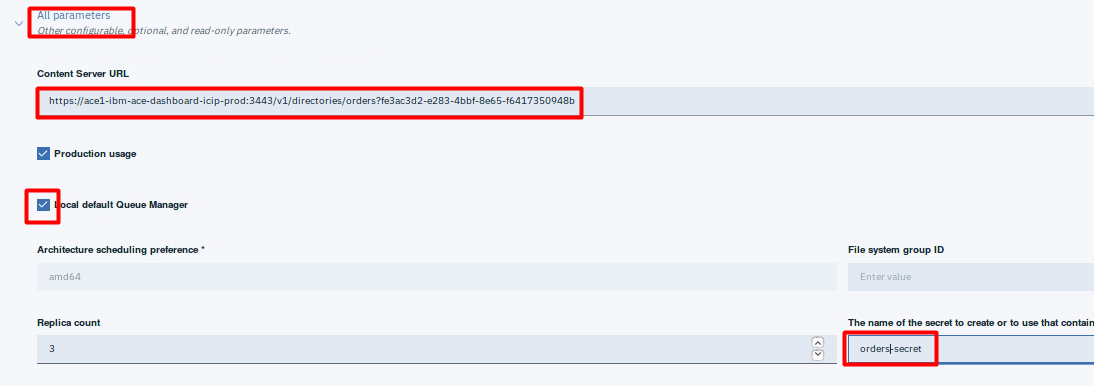 All parameters
Other configurable, optional, and read-only parameters.
Content Server URL
https://ace1-ibm-ace-dashboard-icip-prod:3443/v1/directories/orders?fe3ac3d2-e283-4bbf-8e65-f6417350948b
Production usage
Local default Queue Manager
Architecture scheduling preference *
File system group ID
amd64
Enter value
Replica count
The name of the secret to create or to use that contain
3
orders-secret